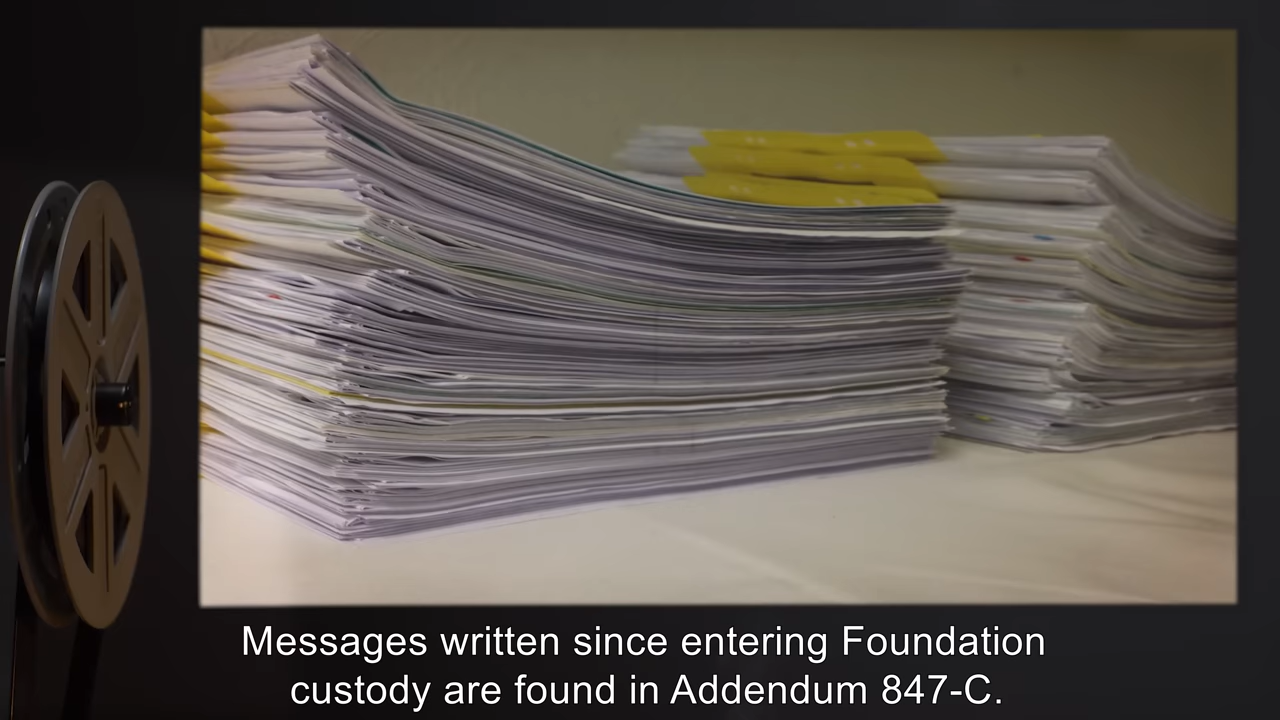 Messages written since entering Foundation
custody are found in Addendum 847-C.